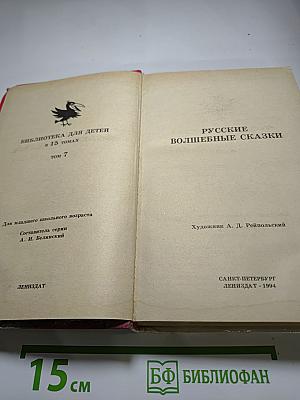 БИБЛИОТЕКА ДЛЯ ДЕТЕЙ
В 15 ТОМАХ
ТОМ 7
Для младшего школьного возраста
Составитель серии
А. И. Белинский
ЛЕНИЗДАТ
РУССКИЕ
ВОЛШЕБНЫЕ СКАЗКИ
Художник А. Д. Рейпольский
САНКТ-ПЕТЕРБУРГ
ЛЕНИЗДАТ · 1994
15 см
БФ БИБЛИОФАН